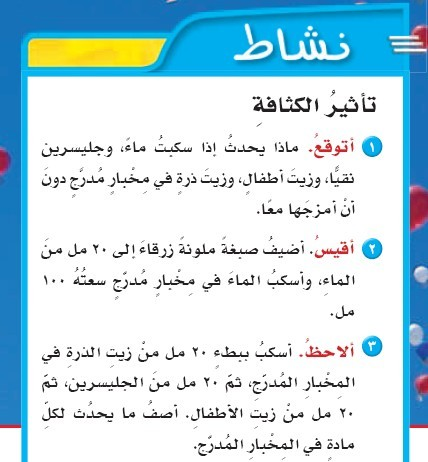 نشاط
تأثيرُ الكثافةِ
١ أتوقعُ. ماذا يحدثُ إذا سكبتُ ماءً، وجليسرين
نقيًّا، وزيتَ أطفالٍ، وزيتَ ذرةٍ في مِخْبارٍ مُدرَّجٍ دونَ
أنْ أمزجَها معًا.
٢ أقيسُ. أضيفُ صبغةً ملونةً زرقاءَ إلى ٢٠ مل منَ
الماءِ، وأسكبُ الماءَ في مِخْبارٍ مُدرّجٍ سعتُهُ ١٠٠
مل.
٣ ألاحظُ. أسكبُ ببطءٍ ٢٠ مل منْ زيتِ الذرةِ في
المِخْبارِ المُدرّجِ، ثمّ ٢٠ مل منَ الجليسرين، ثمّ
٢٠ مل منْ زيتِ الأطفالِ. أصفُ ما يحدُث لكلِّ
مادةٍ في المِخْبارِ المُدرّجِ.